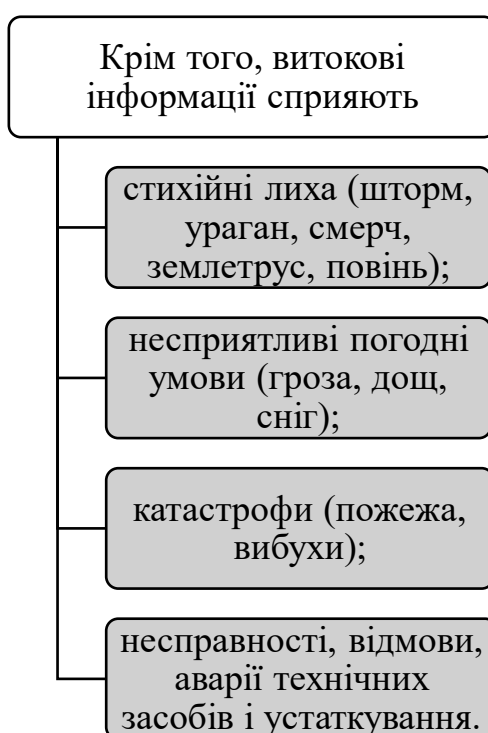 Крім того, витокові
інформації сприяють
стихійні лиха (шторм,
ураган, смерч,
землетрус, повінь);
несприятливі погодні
умови (гроза, дощ,
сніг);
катастрофи (пожежа,
вибухи);
несправності, відмови,
аварії технічних
засобів і устаткування.